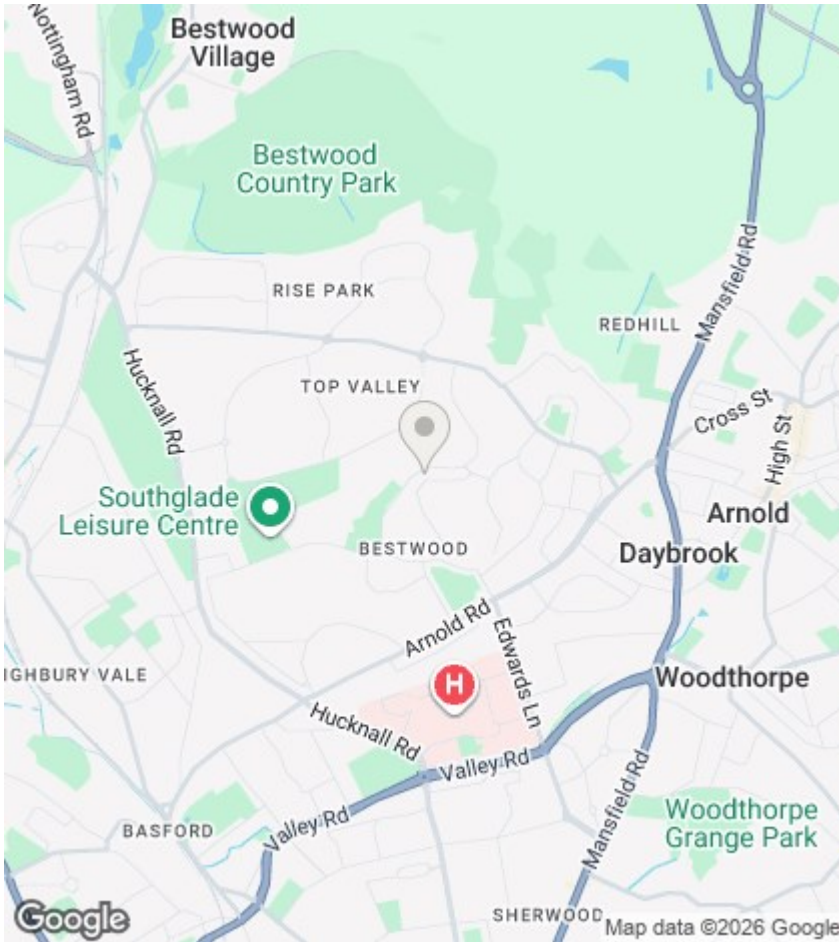 Bestwood
Village
Nottingham Rd
Bestwood
Country Park
Mansfield Rd
RISE PARK
REDHILL
Hucknall Rd
TOP VALLEY
Cross St
High St
Southglade
Leisure Centre
Arnold
BESTWOOD
Daybrook
Arnold Rd
Edwards Ln
IGHBURY VALE
H
Woodthorpe
Hucknall Rd
Valley Rd
Mansfield Rd
BASFORD
Valley Rd
Woodthorpe
Grange Park
SHERWOOD
Google
Map data ©2026 Google